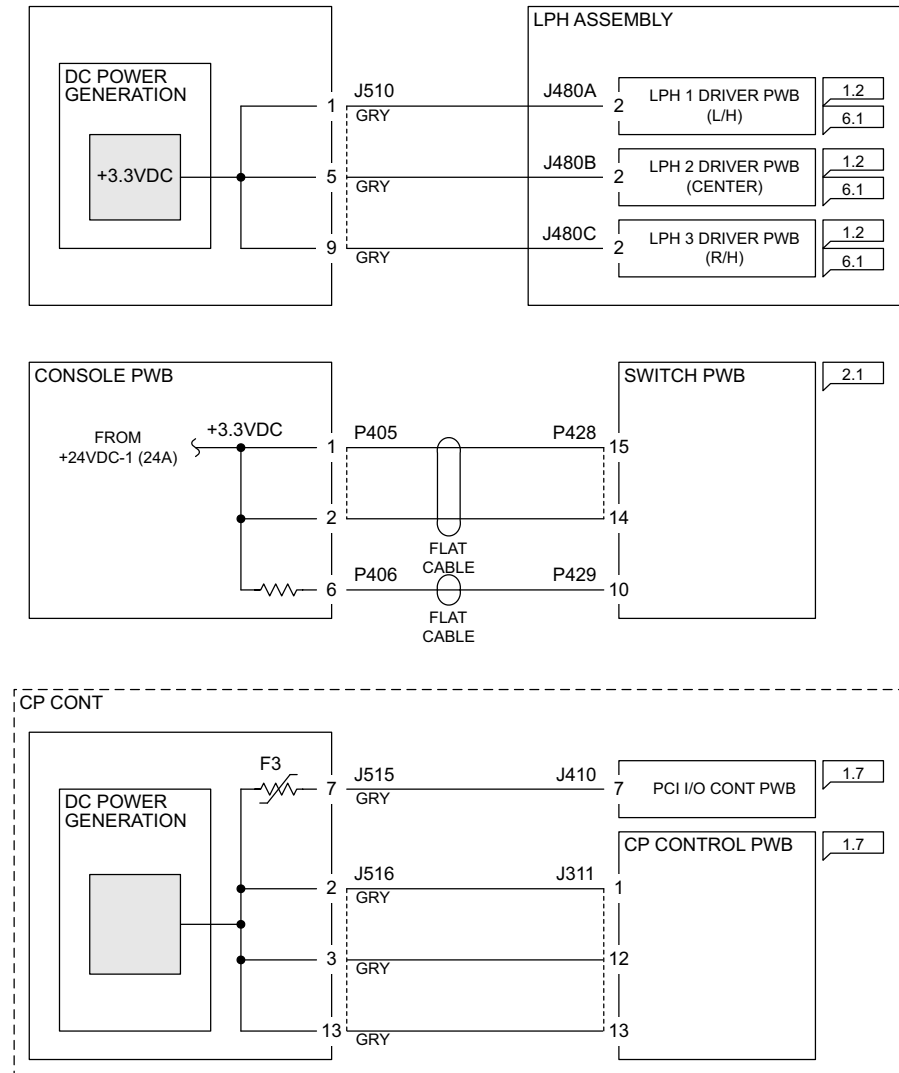 LPH ASSEMBLY
DC POWER
GENERATION
+3.3VDC
1 J510 J480A 2
GRY
LPH 1 DRIVER PWB
(L/H)
1.2
6.1
5 J480B 2
GRY
LPH 2 DRIVER PWB
(CENTER)
1.2
6.1
9 J480C 2
GRY
LPH 3 DRIVER PWB
(R/H)
1.2
6.1
CONSOLE PWB
SWITCH PWB
2.1
FROM
+24VDC-1 (24A)
+3.3VDC
1 P405 P428 15
2 14
FLAT
CABLE
6 P406 P429 10
FLAT
CABLE
CP CONT
F3
7 J515 J410 7
GRY
PCI I/O CONT PWB
1.7
DC POWER
GENERATION
CP CONTROL PWB
1.7
2 J516 J311 1
GRY
3 12
GRY
13 13
GRY